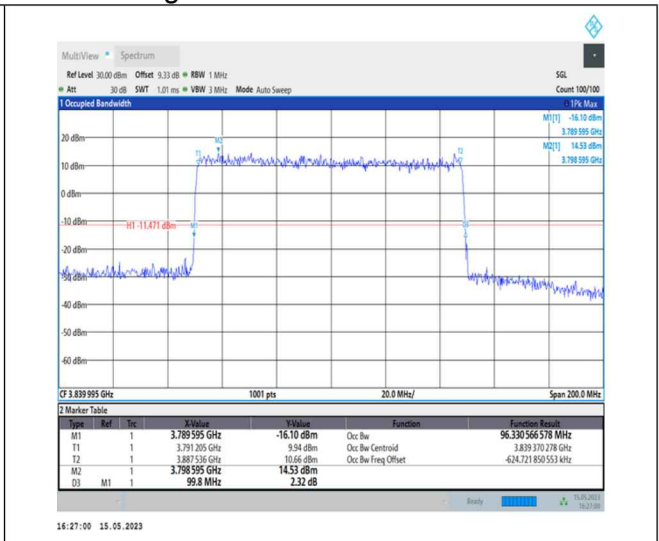 MultiView Spectrum
Ref Level 30.00 dBm Offset 9.33 dB RBW 1 MHz SGL
Att 30 dB SWT 1.01 ms VBW 3 MHz Mode Auto Sweep Count 100/100
1 Occupied Bandwidth 1Pk Max
M1[1] -16.10 dBm
3.789 595 GHz
M2[1] 14.53 dBm
3.798 595 GHz
20 dBm
M2
T1
T2
10 dBm
0 dBm
-10 dBm
H1 -11.471 dBm
M1
-20 dBm
-30 dBm
-40 dBm
-50 dBm
-60 dBm
CF 3.839 995 GHz 1001 pts 20.0 MHz/ Span 200.0 MHz
2 Marker Table
Type Ref Trc X-Value Y-Value Function Function Result
M1 1 3.789 595 GHz -16.10 dBm Occ Bw 96.330 566 578 MHz
T1 1 3.791 205 GHz 9.94 dBm Occ Bw Centroid 3.839 370 278 GHz
T2 1 3.887 536 GHz 10.66 dBm Occ Bw Freq Offset -624.721 850 553 kHz
M2 1 3.798 595 GHz 14.53 dBm
D3 M1 1 99.8 MHz 2.32 dB
Ready 15.05.2023
16:27:00
16:27:00 15.05.2023